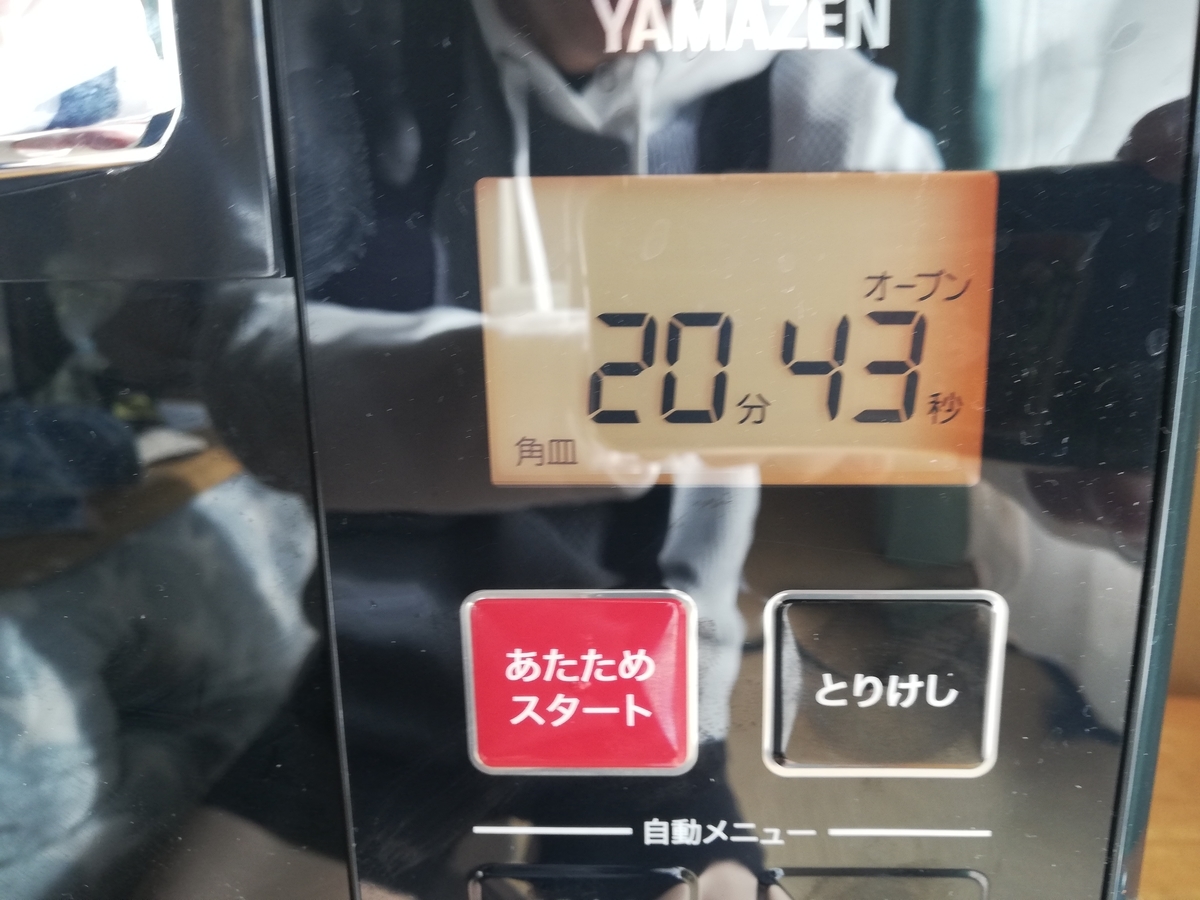 YAMAZEN
オーブン
20分43秒
角皿
あたため
スタート
とりけし
自動メニュー